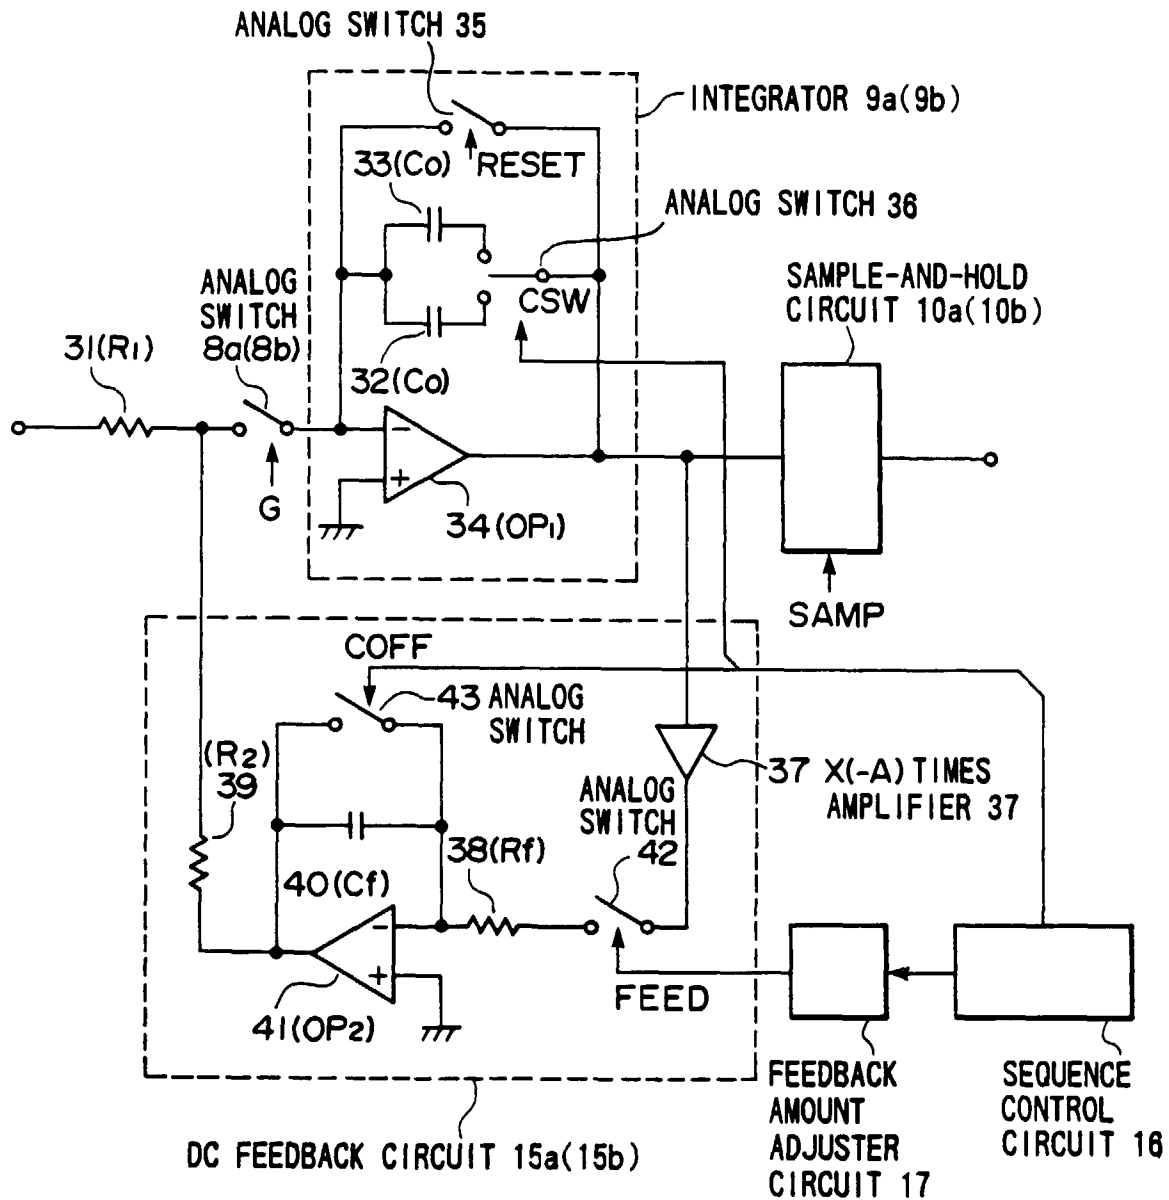 ANALOG SWITCH 35
INTEGRATOR 9a(9b)
33(Co)
RESET
ANALOG SWITCH 36
ANALOG
SWITCH
8a(8b)
CSW
SAMPLE-AND-HOLD
CIRCUIT 10a(10b)
31(R1)
32(Co)
−
+
G
34(OP1)
SAMP
COFF
43 ANALOG
SWITCH
(R2)
39
37 X(-A) TIMES
AMPLIFIER 37
ANALOG
SWITCH
42
38(Rf)
40(Cf)
−
+
41(OP2)
FEED
FEEDBACK
AMOUNT
ADJUSTER
CIRCUIT 17
SEQUENCE
CONTROL
CIRCUIT 16
DC FEEDBACK CIRCUIT 15a(15b)